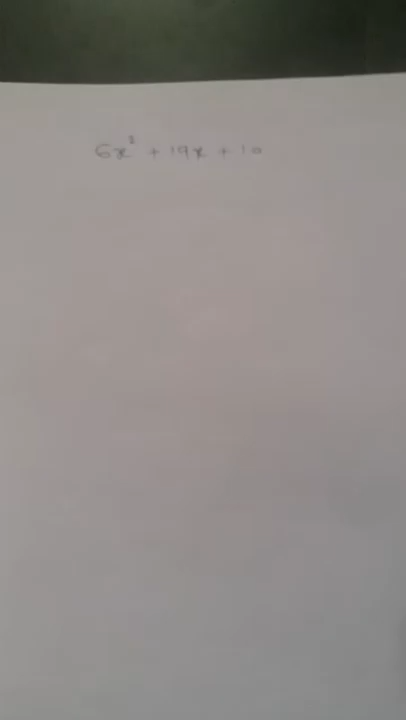 6x² + 19x + 10